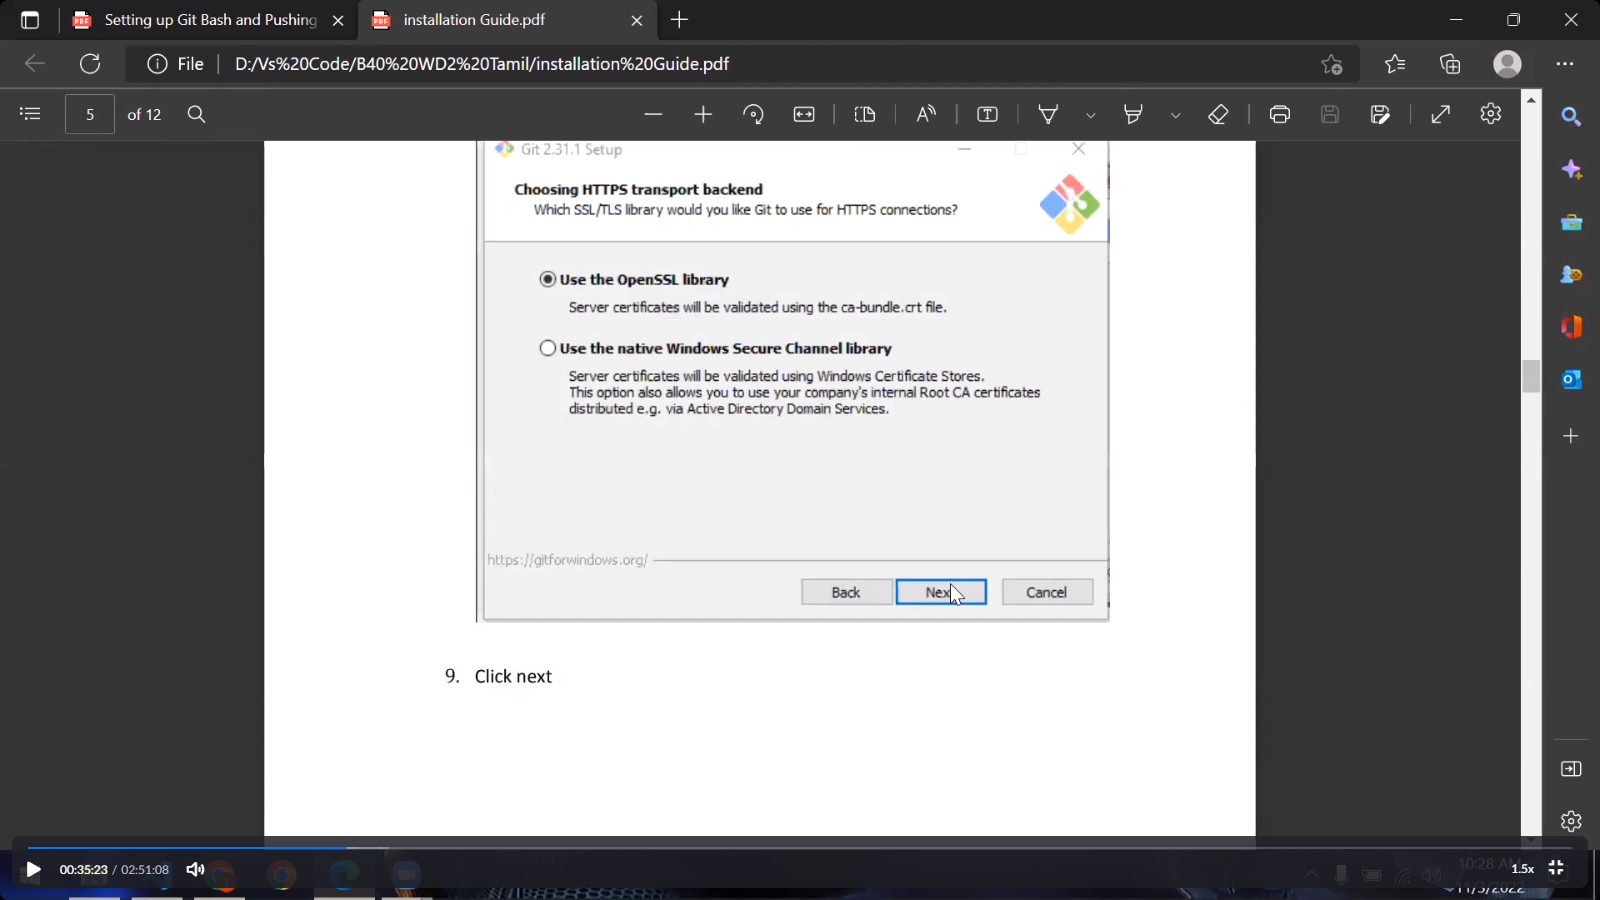 Setting up Git Bash and Pushing
installation Guide.pdf
File
D:/Vs%20Code/B40%20WD2%20Tamil/installation%20Guide.pdf
5 of 12
Git 2.31.1 Setup
Choosing HTTPS transport backend
Which SSL/TLS library would you like Git to use for HTTPS connections?
Use the OpenSSL library
Server certificates will be validated using the ca-bundle.crt file.
Use the native Windows Secure Channel library
Server certificates will be validated using Windows Certificate Stores.
This option also allows you to use your company's internal Root CA certificates
distributed e.g. via Active Directory Domain Services.
https://gitforwindows.org/
Back
Next
Cancel
9. Click next
00:35:23 / 02:51:08
1.5x
10:28 AM